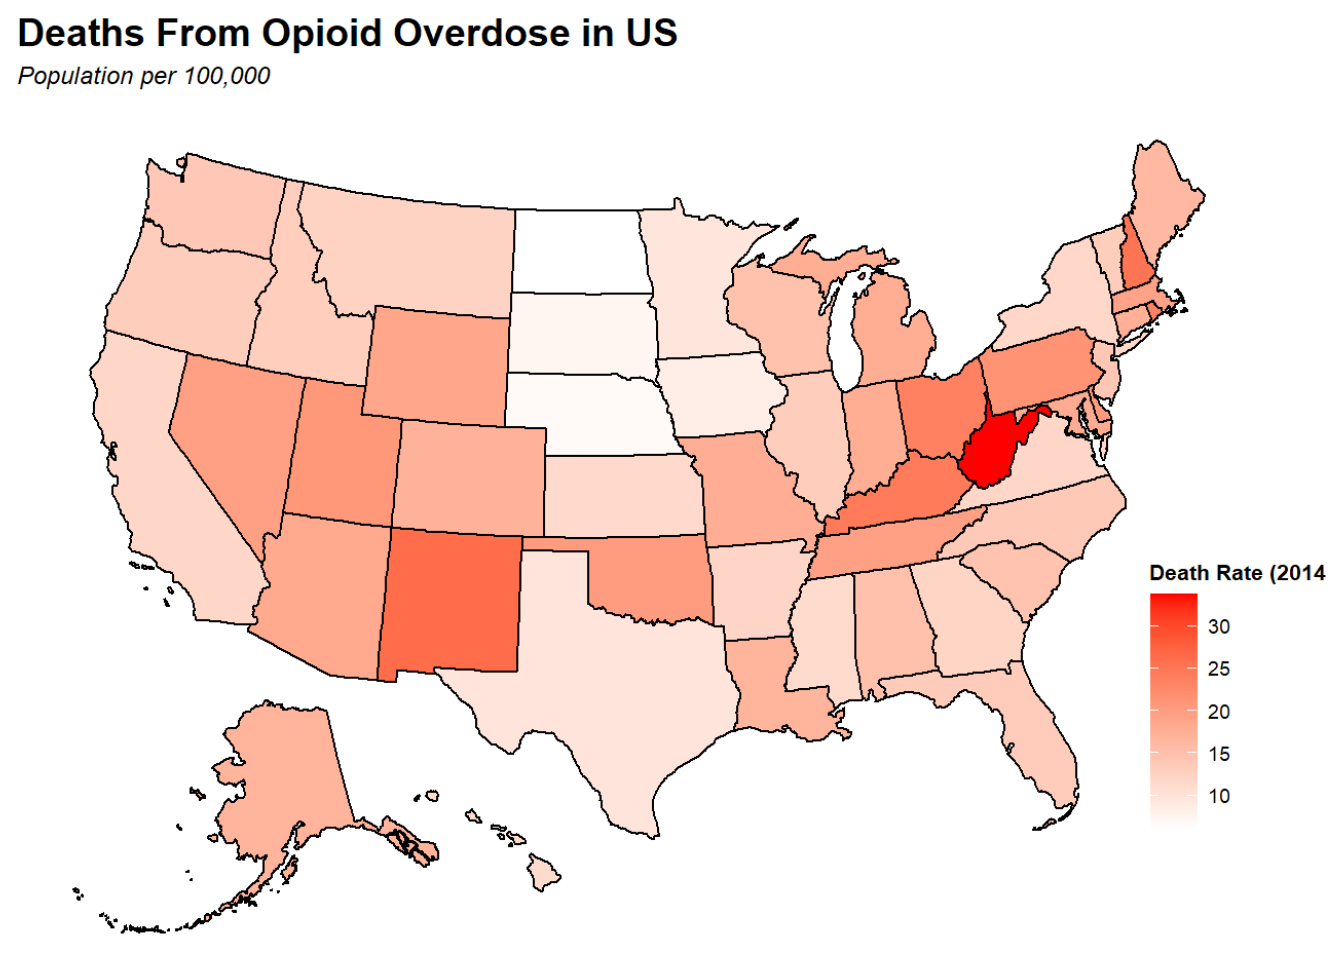 Deaths From Opioid Overdose in US
Population per 100,000
Death Rate (2014
30
25
20
15
10